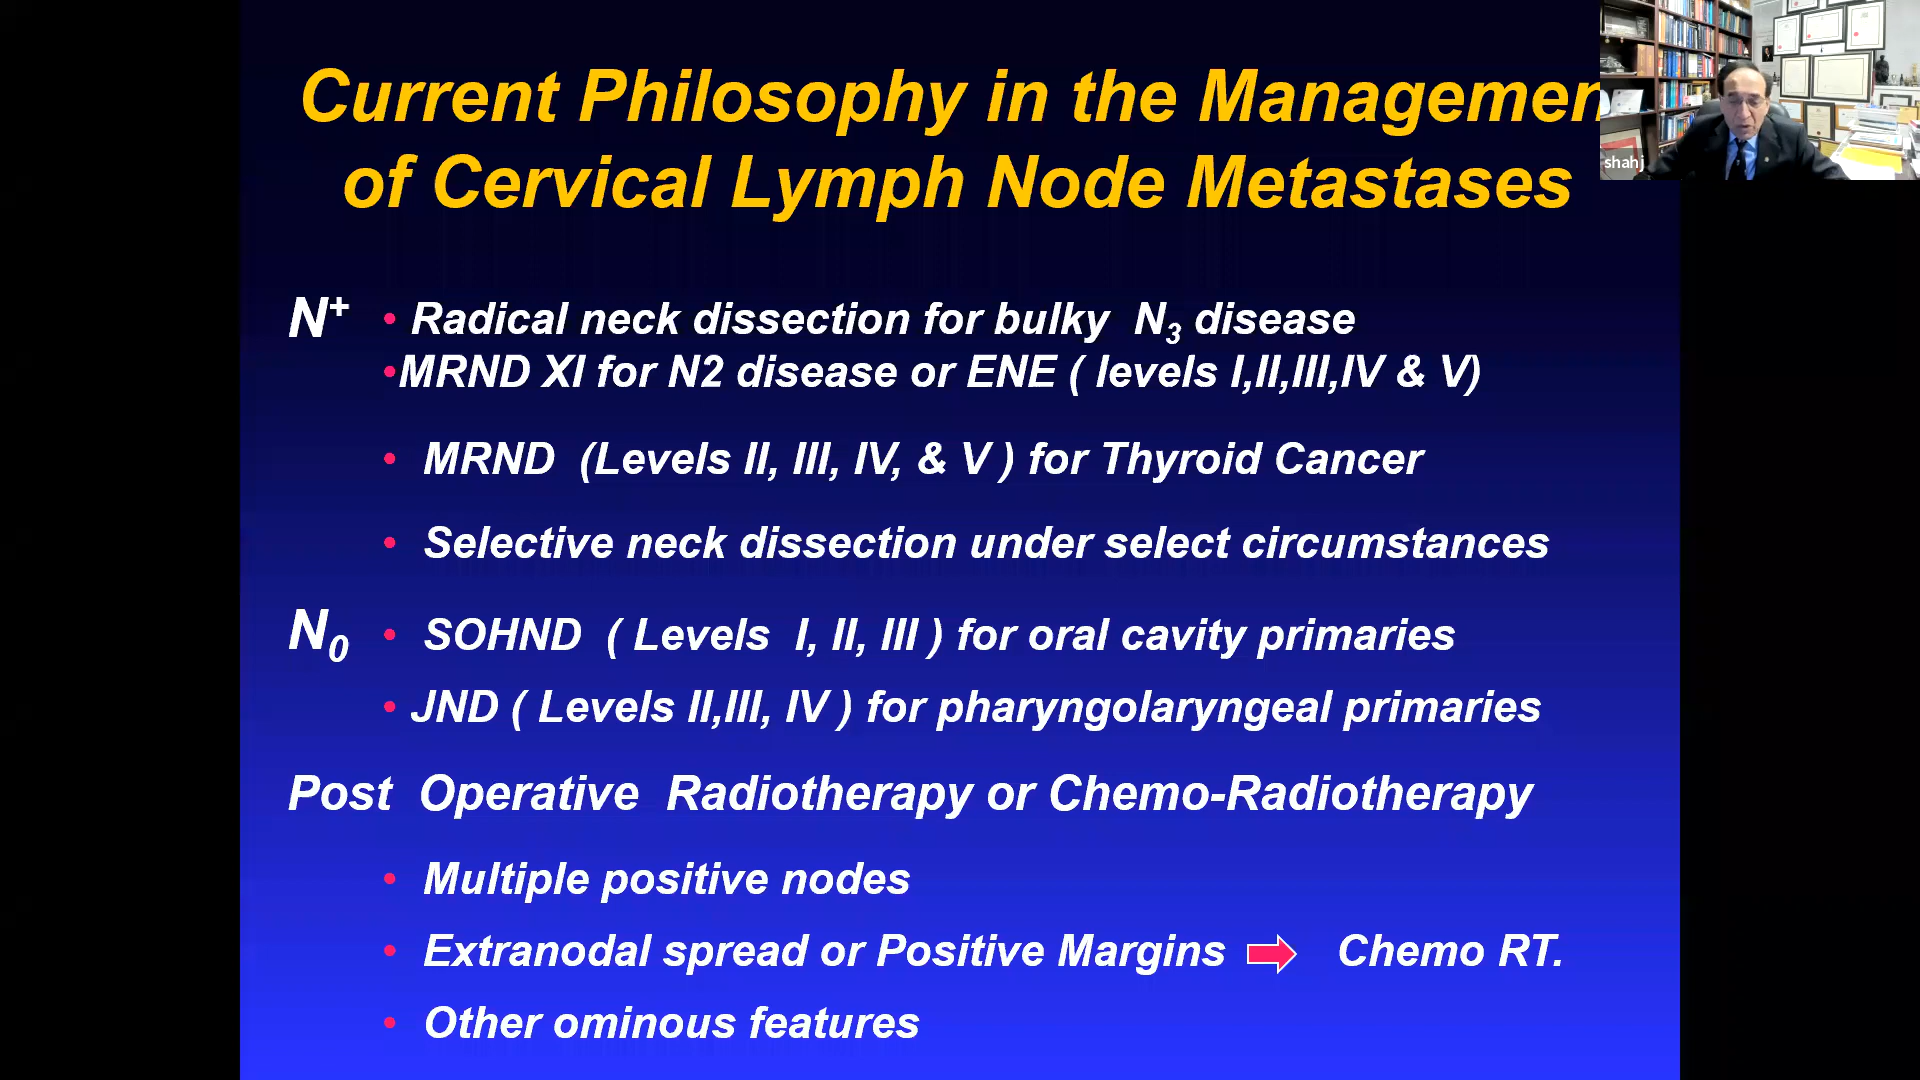 Current Philosophy in the Managemen
of Cervical Lymph Node Metastases
shahj
N+ • Radical neck dissection for bulky N3 disease
•MRND XI for N2 disease or ENE ( levels I,II,III,IV & V)
• MRND (Levels II, III, IV, & V ) for Thyroid Cancer
• Selective neck dissection under select circumstances
N0 • SOHND ( Levels I, II, III ) for oral cavity primaries
• JND ( Levels II,III, IV ) for pharyngolaryngeal primaries
Post Operative Radiotherapy or Chemo-Radiotherapy
• Multiple positive nodes
• Extranodal spread or Positive Margins Chemo RT.
• Other ominous features